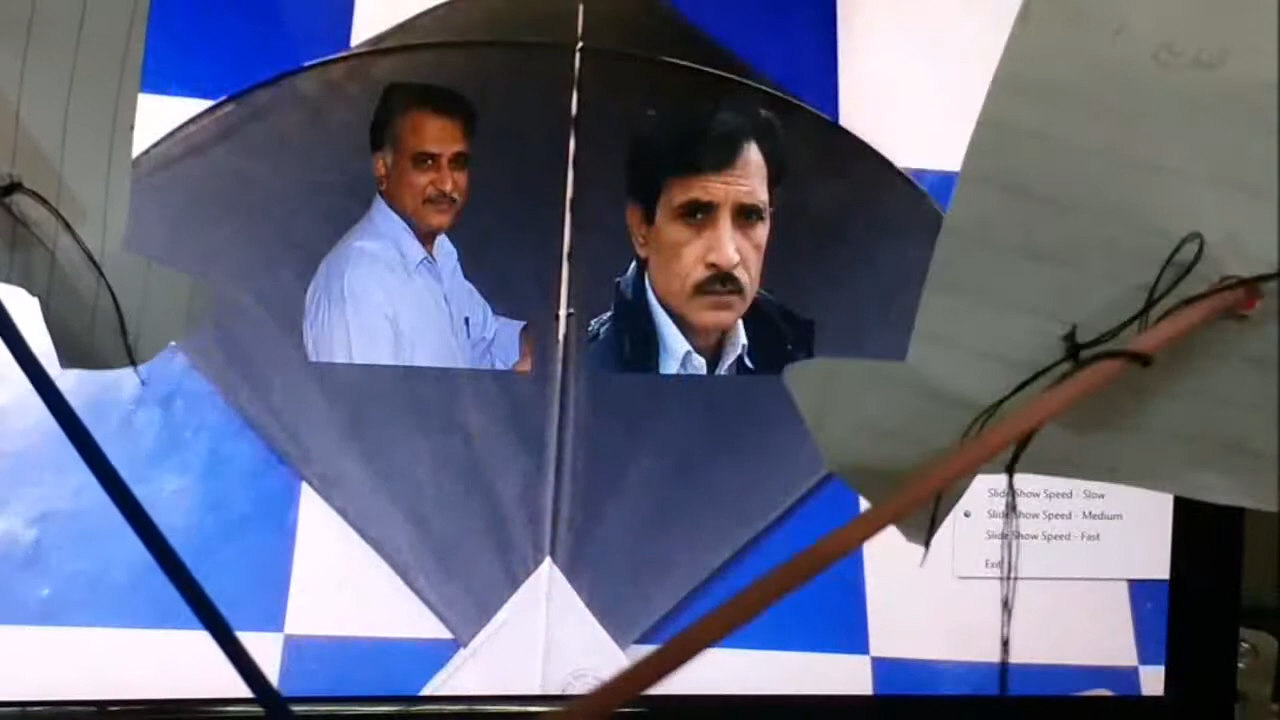 Slide Show Speed - Slow
Slide Show Speed - Medium
Slide Show Speed - Fast
Exit